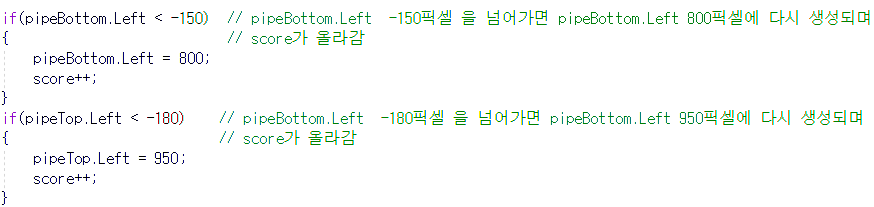 if(pipeBottom.Left < -150)  // pipeBottom.Left  -150픽셀 을 넘어가면 pipeBottom.Left 800픽셀에 다시 생성되며
{                           // score가 올라감
    pipeBottom.Left = 800;
    score++;
}
if(pipeTop.Left < -180)    // pipeBottom.Left  -180픽셀 을 넘어가면 pipeBottom.Left 950픽셀에 다시 생성되며
{                          // score가 올라감
    pipeTop.Left = 950;
    score++;
}